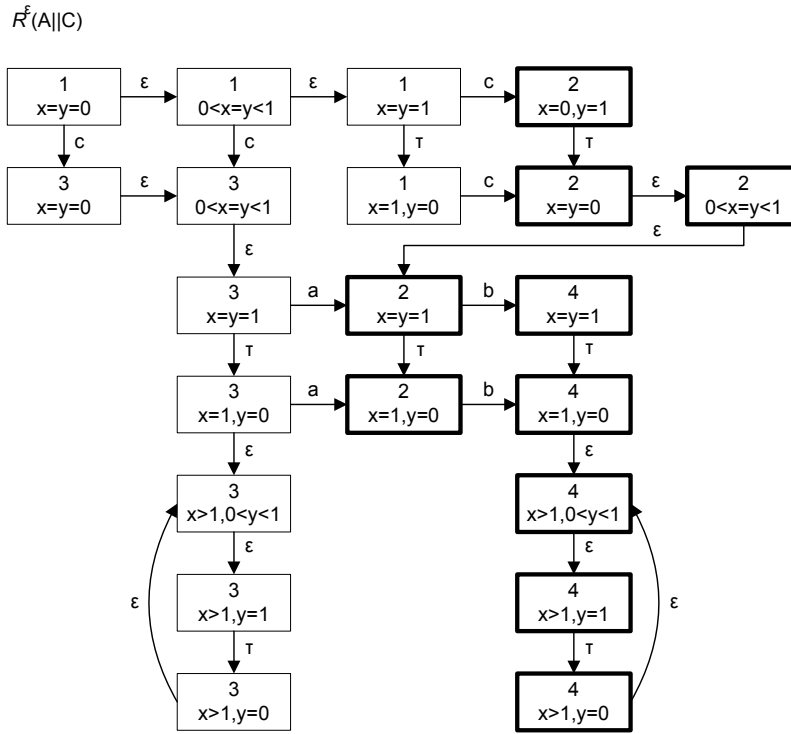 R^ε(A||C)
1 ε 1 ε 1 c 2
x=y=0 0<x=y<1 x=y=1 x=0,y=1
c c τ τ
3 ε 3 1 c 2 ε 2
x=y=0 0<x=y<1 x=1,y=0 x=y=0 0<x=y<1
ε ε
3 a 2 b 4
x=y=1 x=y=1 x=y=1
τ τ τ
3 a 2 b 4
x=1,y=0 x=1,y=0 x=1,y=0
ε ε
3 4
x>1,0<y<1 x>1,0<y<1
ε ε
3 4
ε x>1,y=1 x>1,y=1 ε
τ τ
3 4
x>1,y=0 x>1,y=0